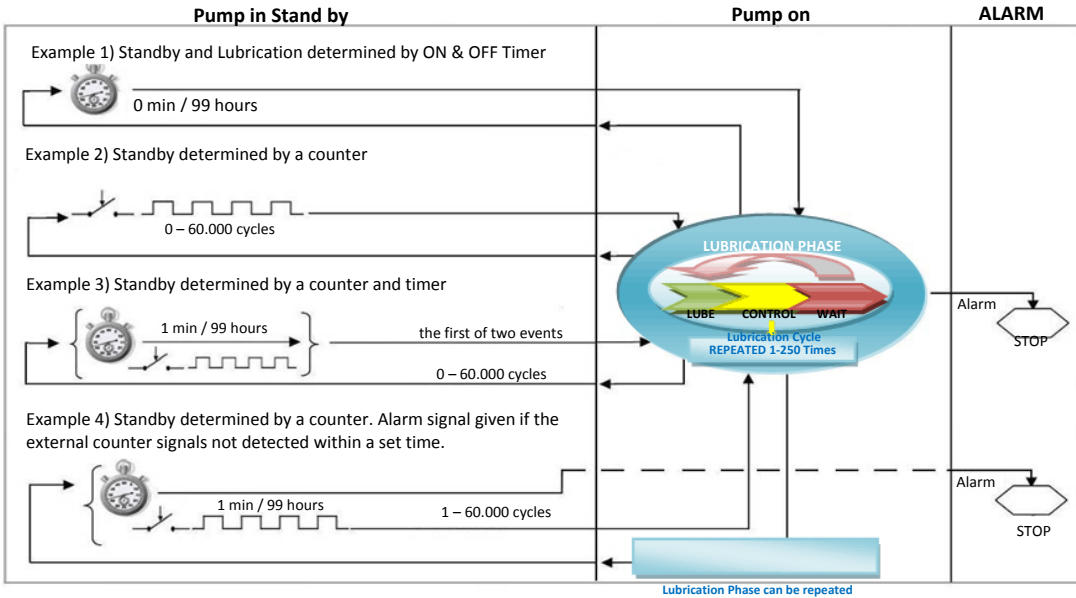 Pump in Stand by
Pump on
ALARM
Example 1) Standby and Lubrication determined by ON & OFF Timer
0 min / 99 hours
Example 2) Standby determined by a counter
0 – 60.000 cycles
LUBRICATION PHASE
LUBE
CONTROL
WAIT
Lubrication Cycle
REPEATED 1-250 Times
Alarm
STOP
Example 3) Standby determined by a counter and timer
1 min / 99 hours
the first of two events
0 – 60.000 cycles
Example 4) Standby determined by a counter. Alarm signal given if the
external counter signals not detected within a set time.
1 min / 99 hours
1 – 60.000 cycles
Alarm
STOP
Lubrication Phase can be repeated